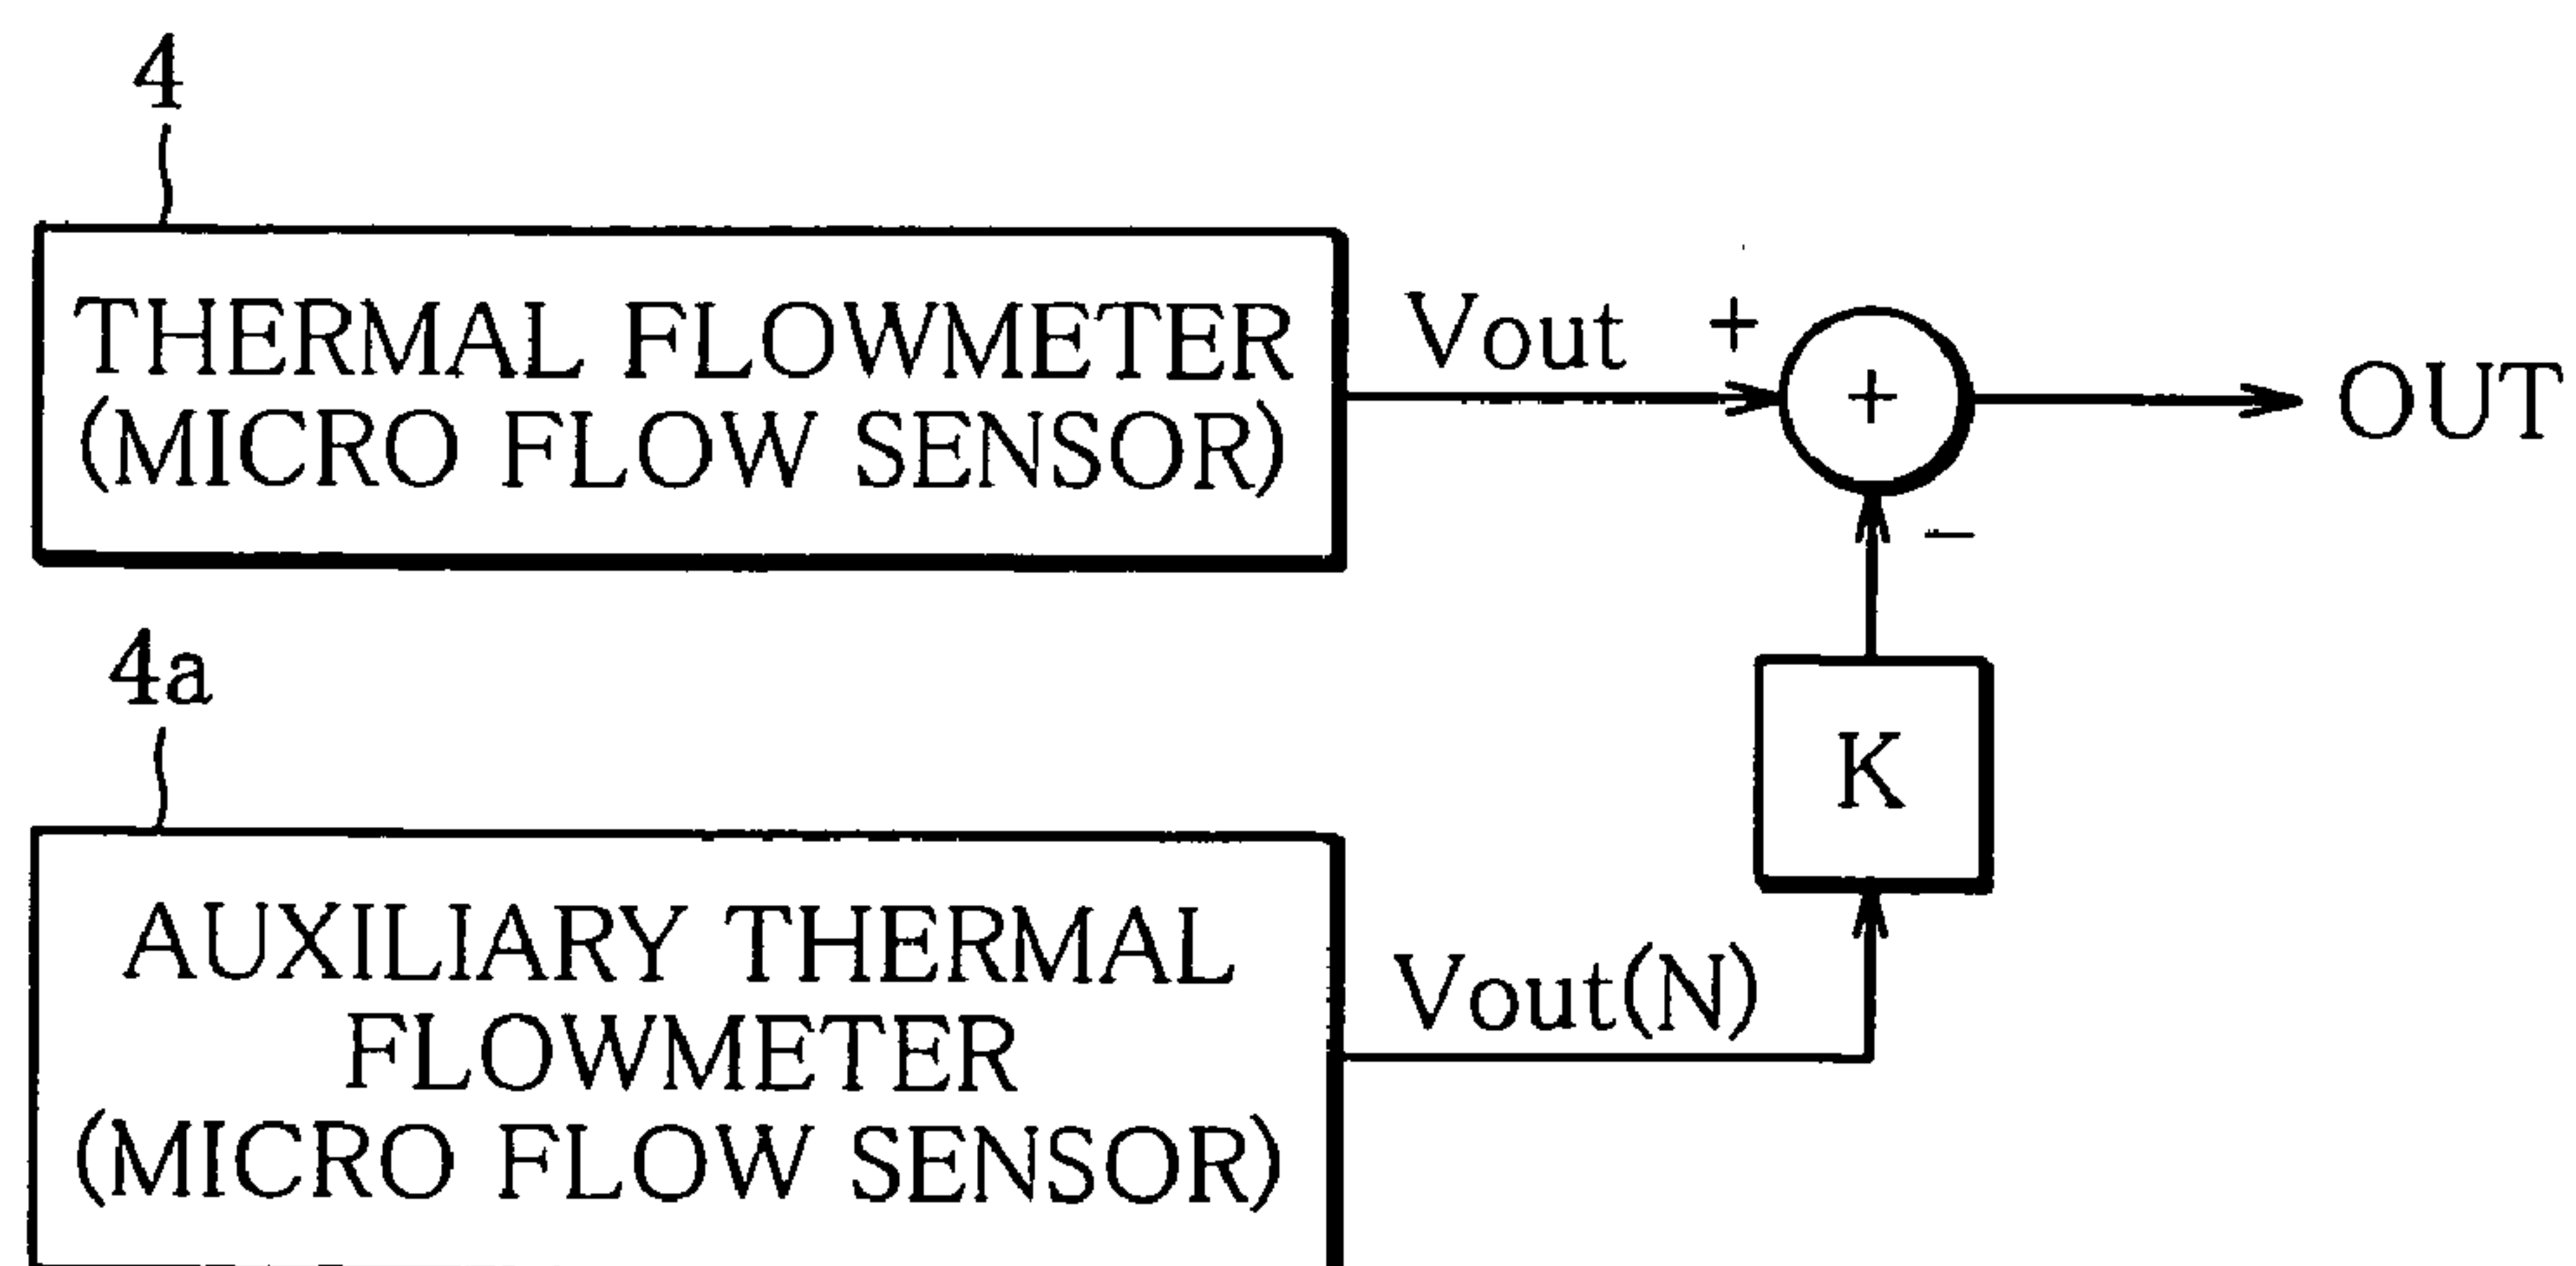 4
THERMAL FLOWMETER
(MICRO FLOW SENSOR)
Vout +
+
OUT
−
4a
K
AUXILIARY THERMAL
FLOWMETER
(MICRO FLOW SENSOR)
Vout(N)